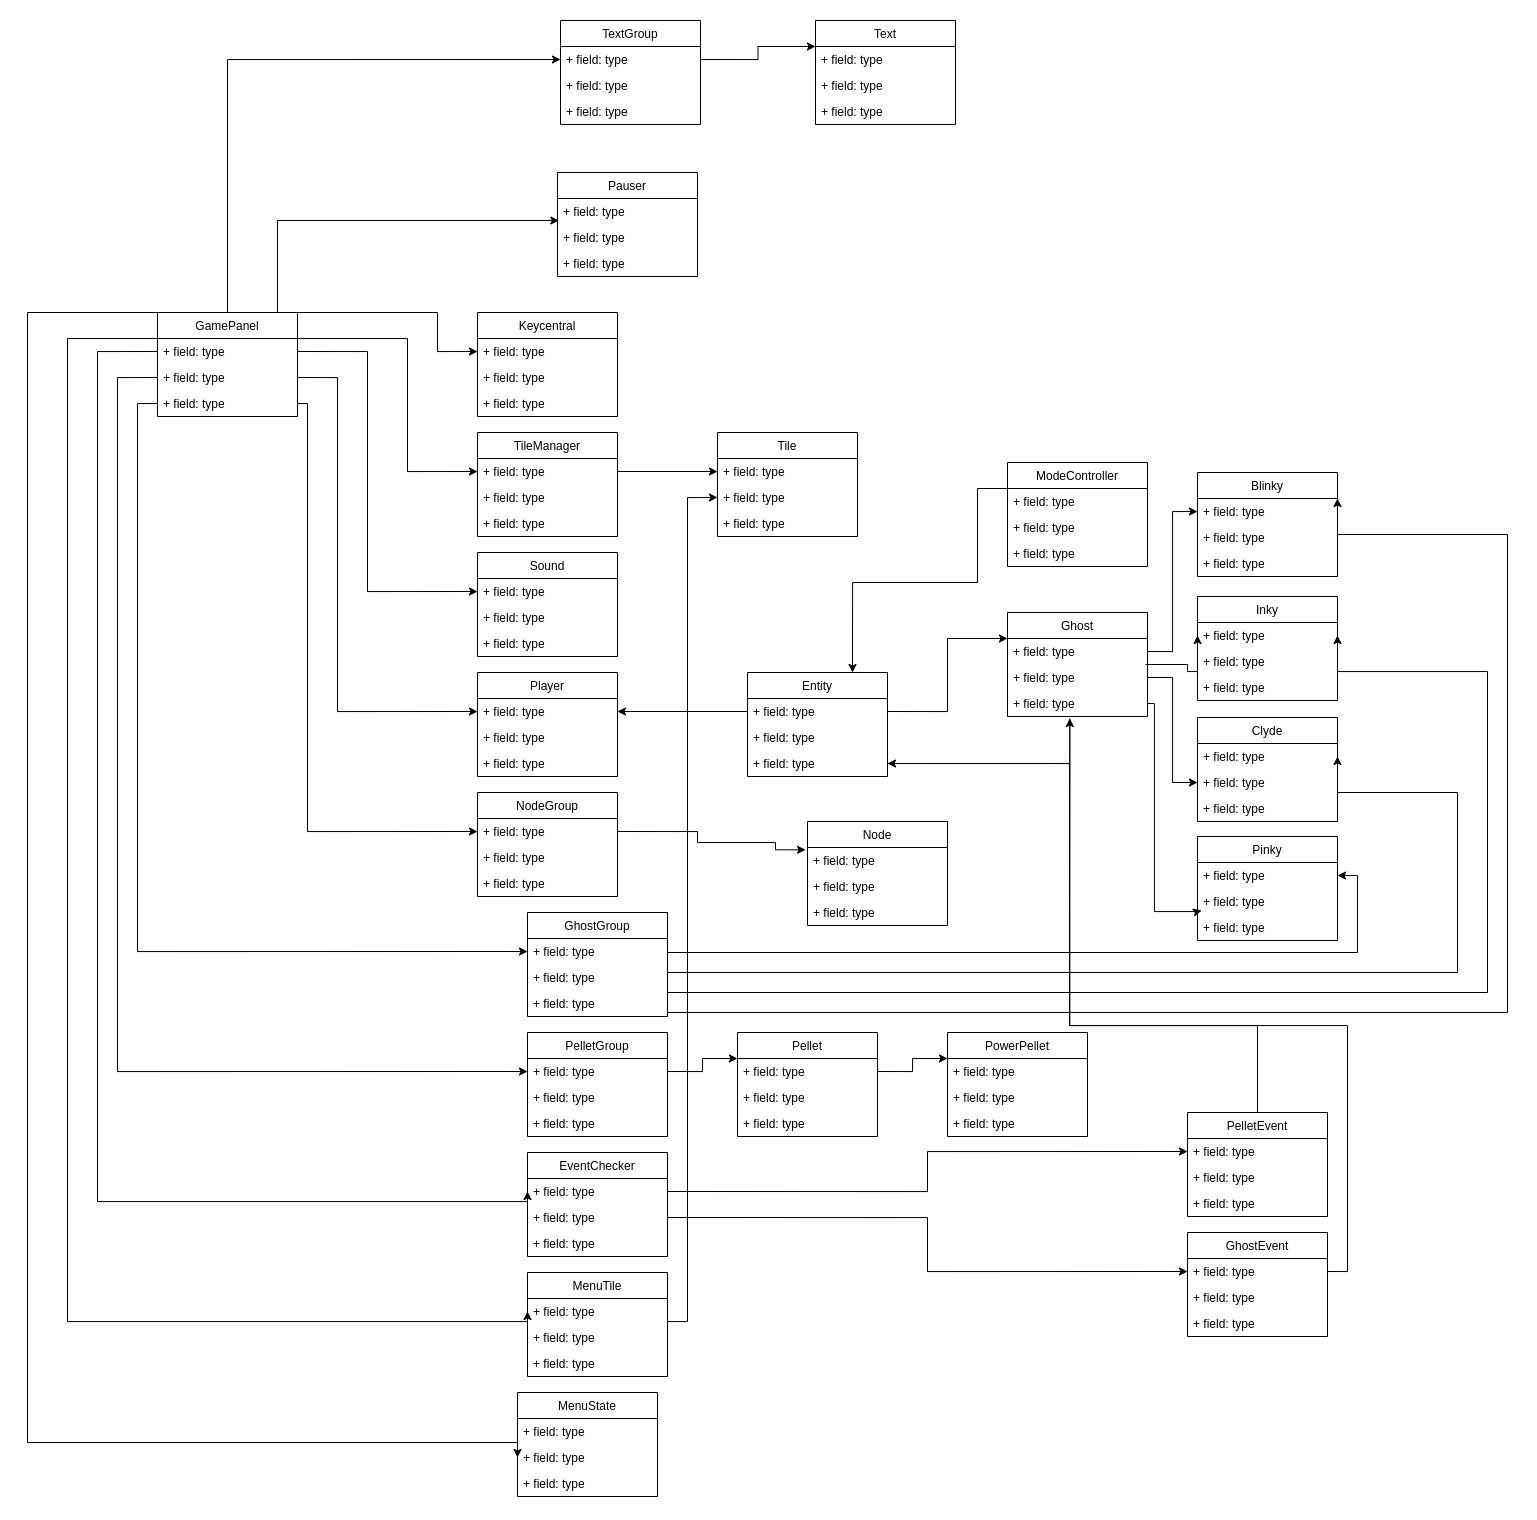 TextGroup
+ field: type
+ field: type
+ field: type
Text
+ field: type
+ field: type
+ field: type
Pauser
+ field: type
+ field: type
+ field: type
GamePanel
+ field: type
+ field: type
+ field: type
Keycentral
+ field: type
+ field: type
+ field: type
TileManager
+ field: type
+ field: type
+ field: type
Tile
+ field: type
+ field: type
+ field: type
ModeController
+ field: type
+ field: type
+ field: type
Blinky
+ field: type
+ field: type
+ field: type
Sound
+ field: type
+ field: type
+ field: type
Inky
+ field: type
+ field: type
+ field: type
Ghost
+ field: type
+ field: type
+ field: type
Player
+ field: type
+ field: type
+ field: type
Entity
+ field: type
+ field: type
+ field: type
Clyde
+ field: type
+ field: type
+ field: type
NodeGroup
+ field: type
+ field: type
+ field: type
Node
+ field: type
+ field: type
+ field: type
Pinky
+ field: type
+ field: type
+ field: type
GhostGroup
+ field: type
+ field: type
+ field: type
PelletGroup
+ field: type
+ field: type
+ field: type
Pellet
+ field: type
+ field: type
+ field: type
PowerPellet
+ field: type
+ field: type
+ field: type
PelletEvent
+ field: type
+ field: type
+ field: type
EventChecker
+ field: type
+ field: type
+ field: type
GhostEvent
+ field: type
+ field: type
+ field: type
MenuTile
+ field: type
+ field: type
+ field: type
MenuState
+ field: type
+ field: type
+ field: type